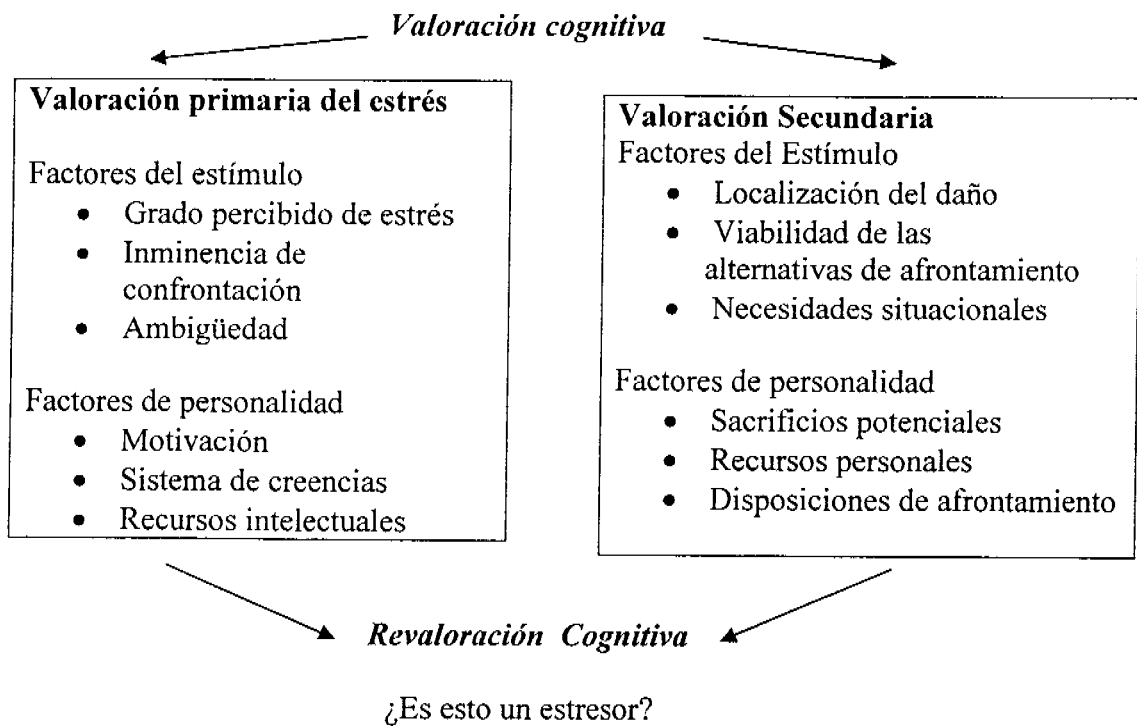 Valoración cognitiva
Valoración primaria del estrés
Factores del estímulo
• Grado percibido de estrés
• Inminencia de
confrontación
• Ambigüedad
Factores de personalidad
• Motivación
• Sistema de creencias
• Recursos intelectuales
Valoración Secundaria
Factores del Estímulo
• Localización del daño
• Viabilidad de las
alternativas de afrontamiento
• Necesidades situacionales
Factores de personalidad
• Sacrificios potenciales
• Recursos personales
• Disposiciones de afrontamiento
Revaloración Cognitiva
¿Es esto un estresor?